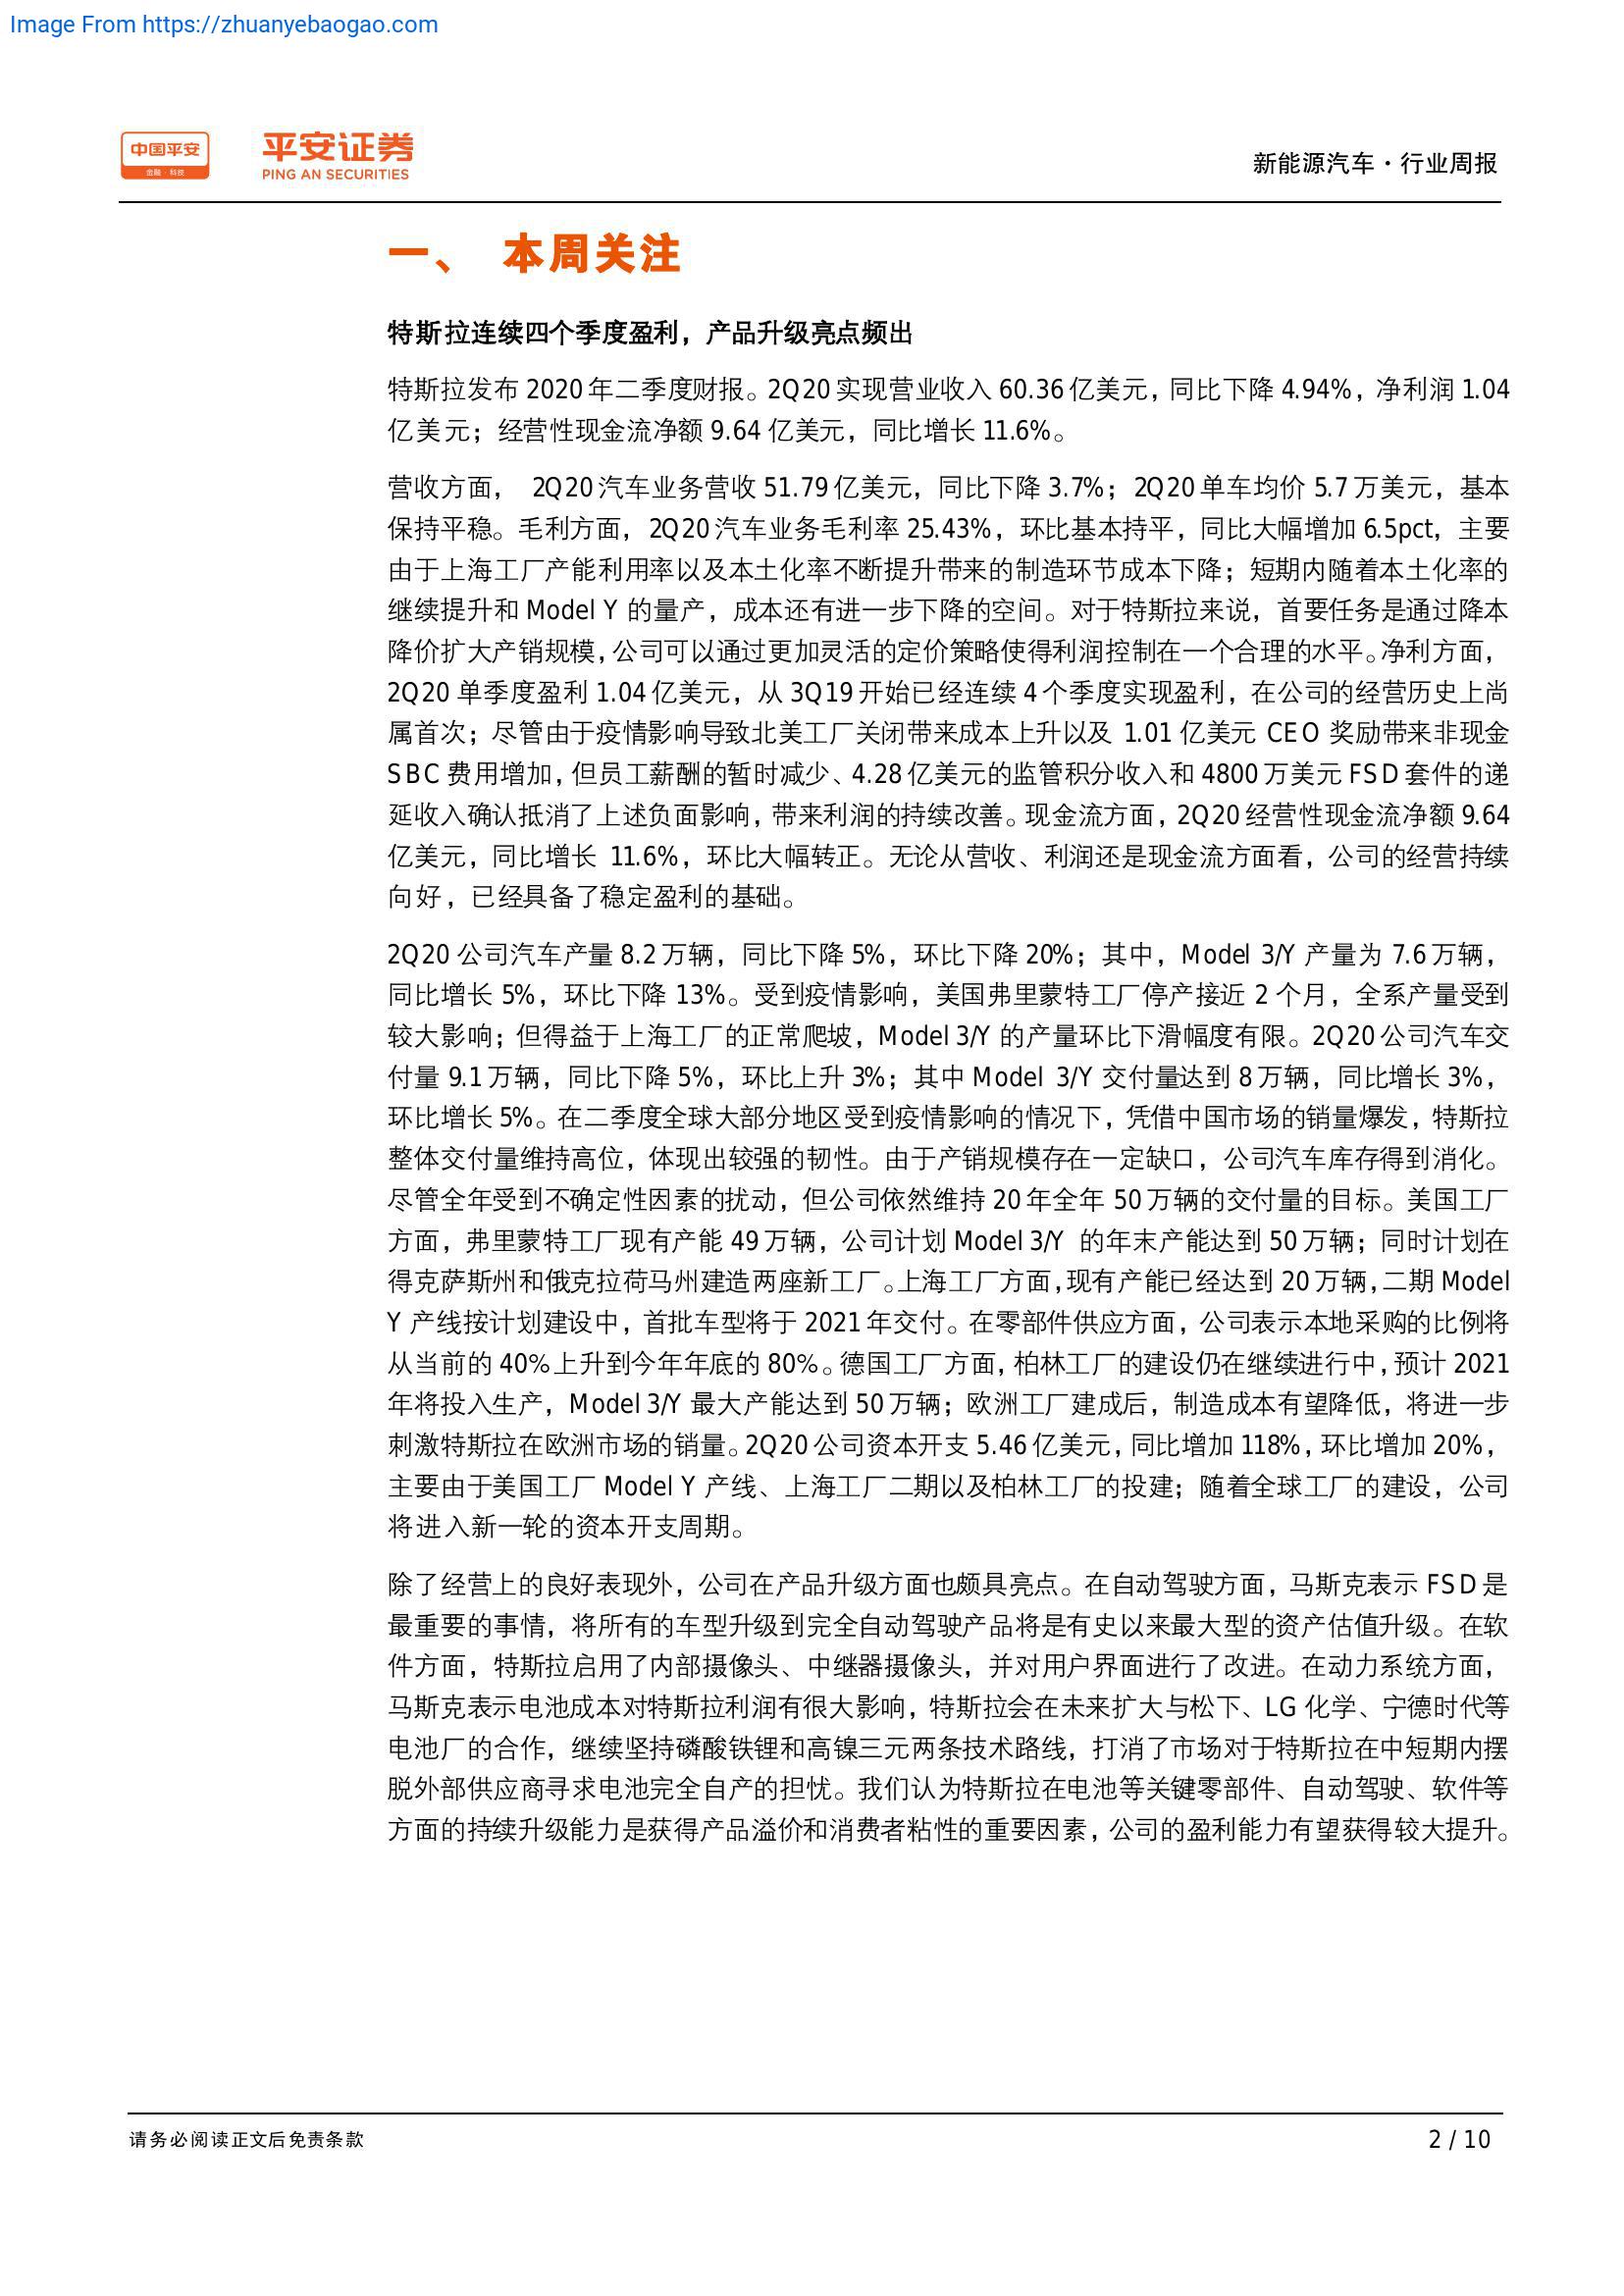 Image From https://zhuanyebaogao.com
中国平安
金融·科技
平安证券
PING AN SECURITIES
新能源汽车·行业周报
一、 本周关注
特斯拉连续四个季度盈利，产品升级亮点频出
特斯拉发布 2020 年二季度财报。2Q20 实现营业收入 60.36 亿美元，同比下降 4.94%，净利润 1.04
亿美元；经营性现金流净额 9.64 亿美元，同比增长 11.6%。
营收方面， 2Q20 汽车业务营收 51.79 亿美元，同比下降 3.7%；2Q20 单车均价 5.7 万美元，基本
保持平稳。毛利方面，2Q20 汽车业务毛利率 25.43%，环比基本持平，同比大幅增加 6.5pct，主要
由于上海工厂产能利用率以及本土化率不断提升带来的制造环节成本下降；短期内随着本土化率的
继续提升和 Model Y 的量产，成本还有进一步下降的空间。对于特斯拉来说，首要任务是通过降本
降价扩大产销规模，公司可以通过更加灵活的定价策略使得利润控制在一个合理的水平。净利方面，
2Q20 单季度盈利 1.04 亿美元，从 3Q19 开始已经连续 4 个季度实现盈利，在公司的经营历史上尚
属首次；尽管由于疫情影响导致北美工厂关闭带来成本上升以及 1.01 亿美元 CEO 奖励带来非现金
SBC 费用增加，但员工薪酬的暂时减少、4.28 亿美元的监管积分收入和 4800 万美元 FSD 套件的递
延收入确认抵消了上述负面影响，带来利润的持续改善。现金流方面，2Q20 经营性现金流净额 9.64
亿美元，同比增长 11.6%，环比大幅转正。无论从营收、利润还是现金流方面看，公司的经营持续
向好，已经具备了稳定盈利的基础。
2Q20 公司汽车产量 8.2 万辆，同比下降 5%，环比下降 20%；其中，Model 3/Y 产量为 7.6 万辆，
同比增长 5%，环比下降 13%。受到疫情影响，美国弗里蒙特工厂停产接近 2 个月，全系产量受到
较大影响；但得益于上海工厂的正常爬坡，Model 3/Y 的产量环比下滑幅度有限。2Q20 公司汽车交
付量 9.1 万辆，同比下降 5%，环比上升 3%；其中 Model 3/Y 交付量达到 8 万辆，同比增长 3%，
环比增长 5%。在二季度全球大部分地区受到疫情影响的情况下，凭借中国市场的销量爆发，特斯拉
整体交付量维持高位，体现出较强的韧性。由于产销规模存在一定缺口，公司汽车库存得到消化。
尽管全年受到不确定性因素的扰动，但公司依然维持 20 年全年 50 万辆的交付量的目标。美国工厂
方面，弗里蒙特工厂现有产能 49 万辆，公司计划 Model 3/Y 的年末产能达到 50 万辆；同时计划在
得克萨斯州和俄克拉荷马州建造两座新工厂。上海工厂方面，现有产能已经达到 20 万辆，二期 Model
Y 产线按计划建设中，首批车型将于 2021 年交付。在零部件供应方面，公司表示本地采购的比例将
从当前的 40%上升到今年年底的 80%。德国工厂方面，柏林工厂的建设仍在继续进行中，预计 2021
年将投入生产，Model 3/Y 最大产能达到 50 万辆；欧洲工厂建成后，制造成本有望降低，将进一步
刺激特斯拉在欧洲市场的销量。2Q20 公司资本开支 5.46 亿美元，同比增加 118%，环比增加 20%，
主要由于美国工厂 Model Y 产线、上海工厂二期以及柏林工厂的投建；随着全球工厂的建设，公司
将进入新一轮的资本开支周期。
除了经营上的良好表现外，公司在产品升级方面也颇具亮点。在自动驾驶方面，马斯克表示 FSD 是
最重要的事情，将所有的车型升级到完全自动驾驶产品将是有史以来最大型的资产估值升级。在软
件方面，特斯拉启用了内部摄像头、中继器摄像头，并对用户界面进行了改进。在动力系统方面，
马斯克表示电池成本对特斯拉利润有很大影响，特斯拉会在未来扩大与松下、LG 化学、宁德时代等
电池厂的合作，继续坚持磷酸铁锂和高镍三元两条技术路线，打消了市场对于特斯拉在中短期内摆
脱外部供应商寻求电池完全自产的担忧。我们认为特斯拉在电池等关键零部件、自动驾驶、软件等
方面的持续升级能力是获得产品溢价和消费者粘性的重要因素，公司的盈利能力有望获得较大提升。
请务必阅读正文后免责条款
2 / 10